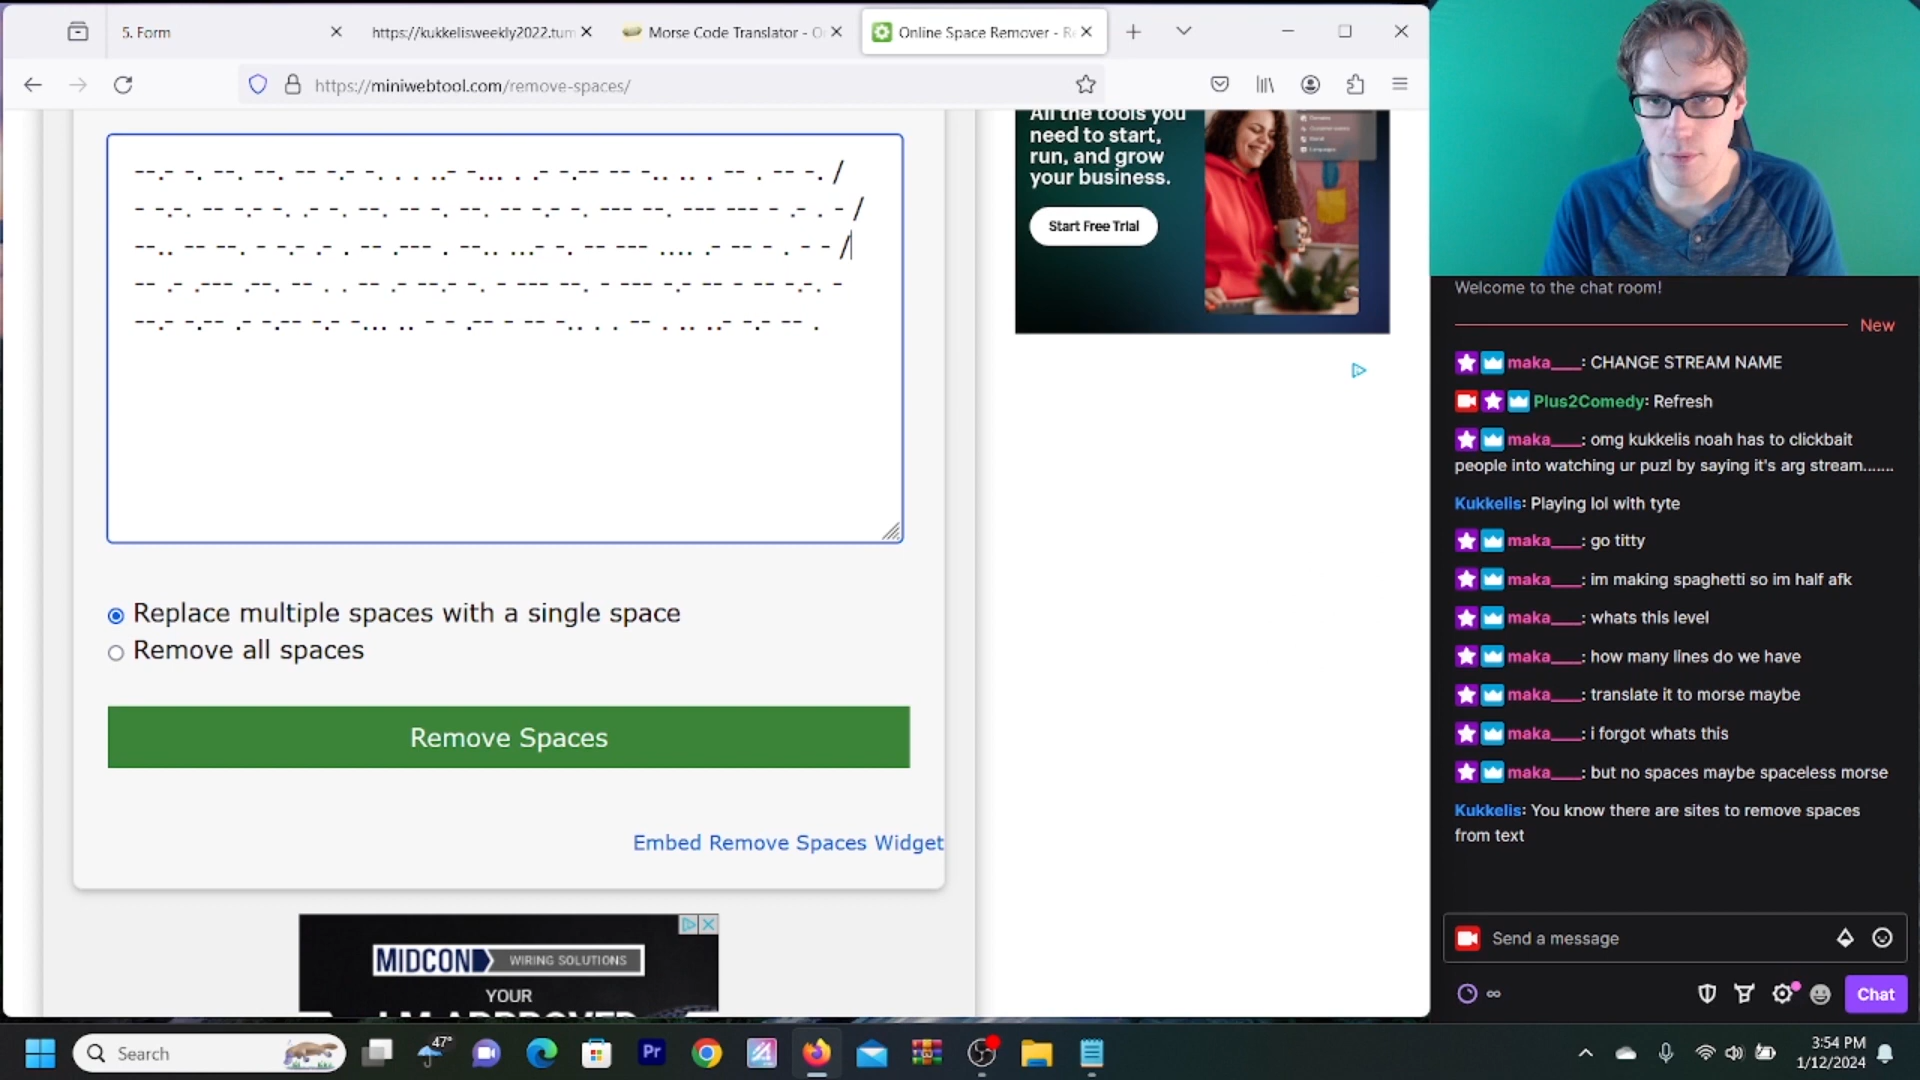 5. Form
https://kukkelisweekly2022.tum
Morse Code Translator - O
Online Space Remover - Re
https://miniwebtool.com/remove-spaces/
--.- -. --. --. -- -.- -. . . ..- -... . .- -.-- -- -.. .. . -- . -- -. /
- -.-. -- -.- -. .- -. --. -- -. --. -- -.- -. --- --. --- --- - .- . - /
--.. -- --. - -.- .- . -- .--- . --.. ...- -. -- --- .... .- -- - . - - /
-- .- .--- .--. -- . . -- .- --.- -. - --- --. - --- -.- -- - -- -.-. -
--.- -.-- .- -.-- -.- -... .. - - .-- - -- -.. . . -- . .. ..- -.- -- .
Replace multiple spaces with a single space
Remove all spaces
Remove Spaces
Embed Remove Spaces Widget
MIDCON WIRING SOLUTIONS
YOUR
All the tools you
need to start,
run, and grow
your business.
Start Free Trial
Welcome to the chat room!
New
maka___: CHANGE STREAM NAME
Plus2Comedy: Refresh
maka___: omg kukkelis noah has to clickbait
people into watching ur puzl by saying it's arg stream.......
Kukkelis: Playing lol with tyte
maka___: go titty
maka___: im making spaghetti so im half afk
maka___: whats this level
maka___: how many lines do we have
maka___: translate it to morse maybe
maka___: i forgot whats this
maka___: but no spaces maybe spaceless morse
Kukkelis: You know there are sites to remove spaces
from text
Send a message
∞
Chat
Search
47°
Pr
3:54 PM
1/12/2024